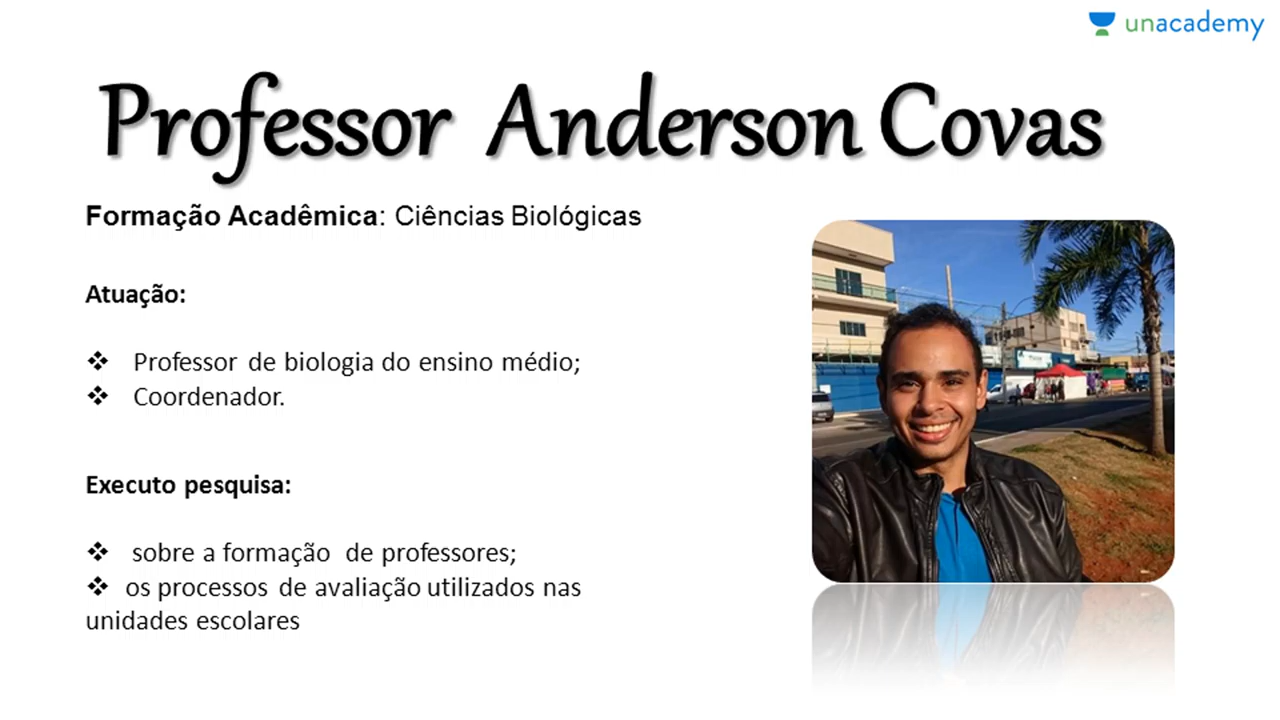 unacademy
Professor Anderson Covas
Formação Acadêmica: Ciências Biológicas
Atuação:
❖ Professor de biologia do ensino médio;
❖ Coordenador.
Executo pesquisa:
❖ sobre a formação de professores;
❖ os processos de avaliação utilizados nas
unidades escolares